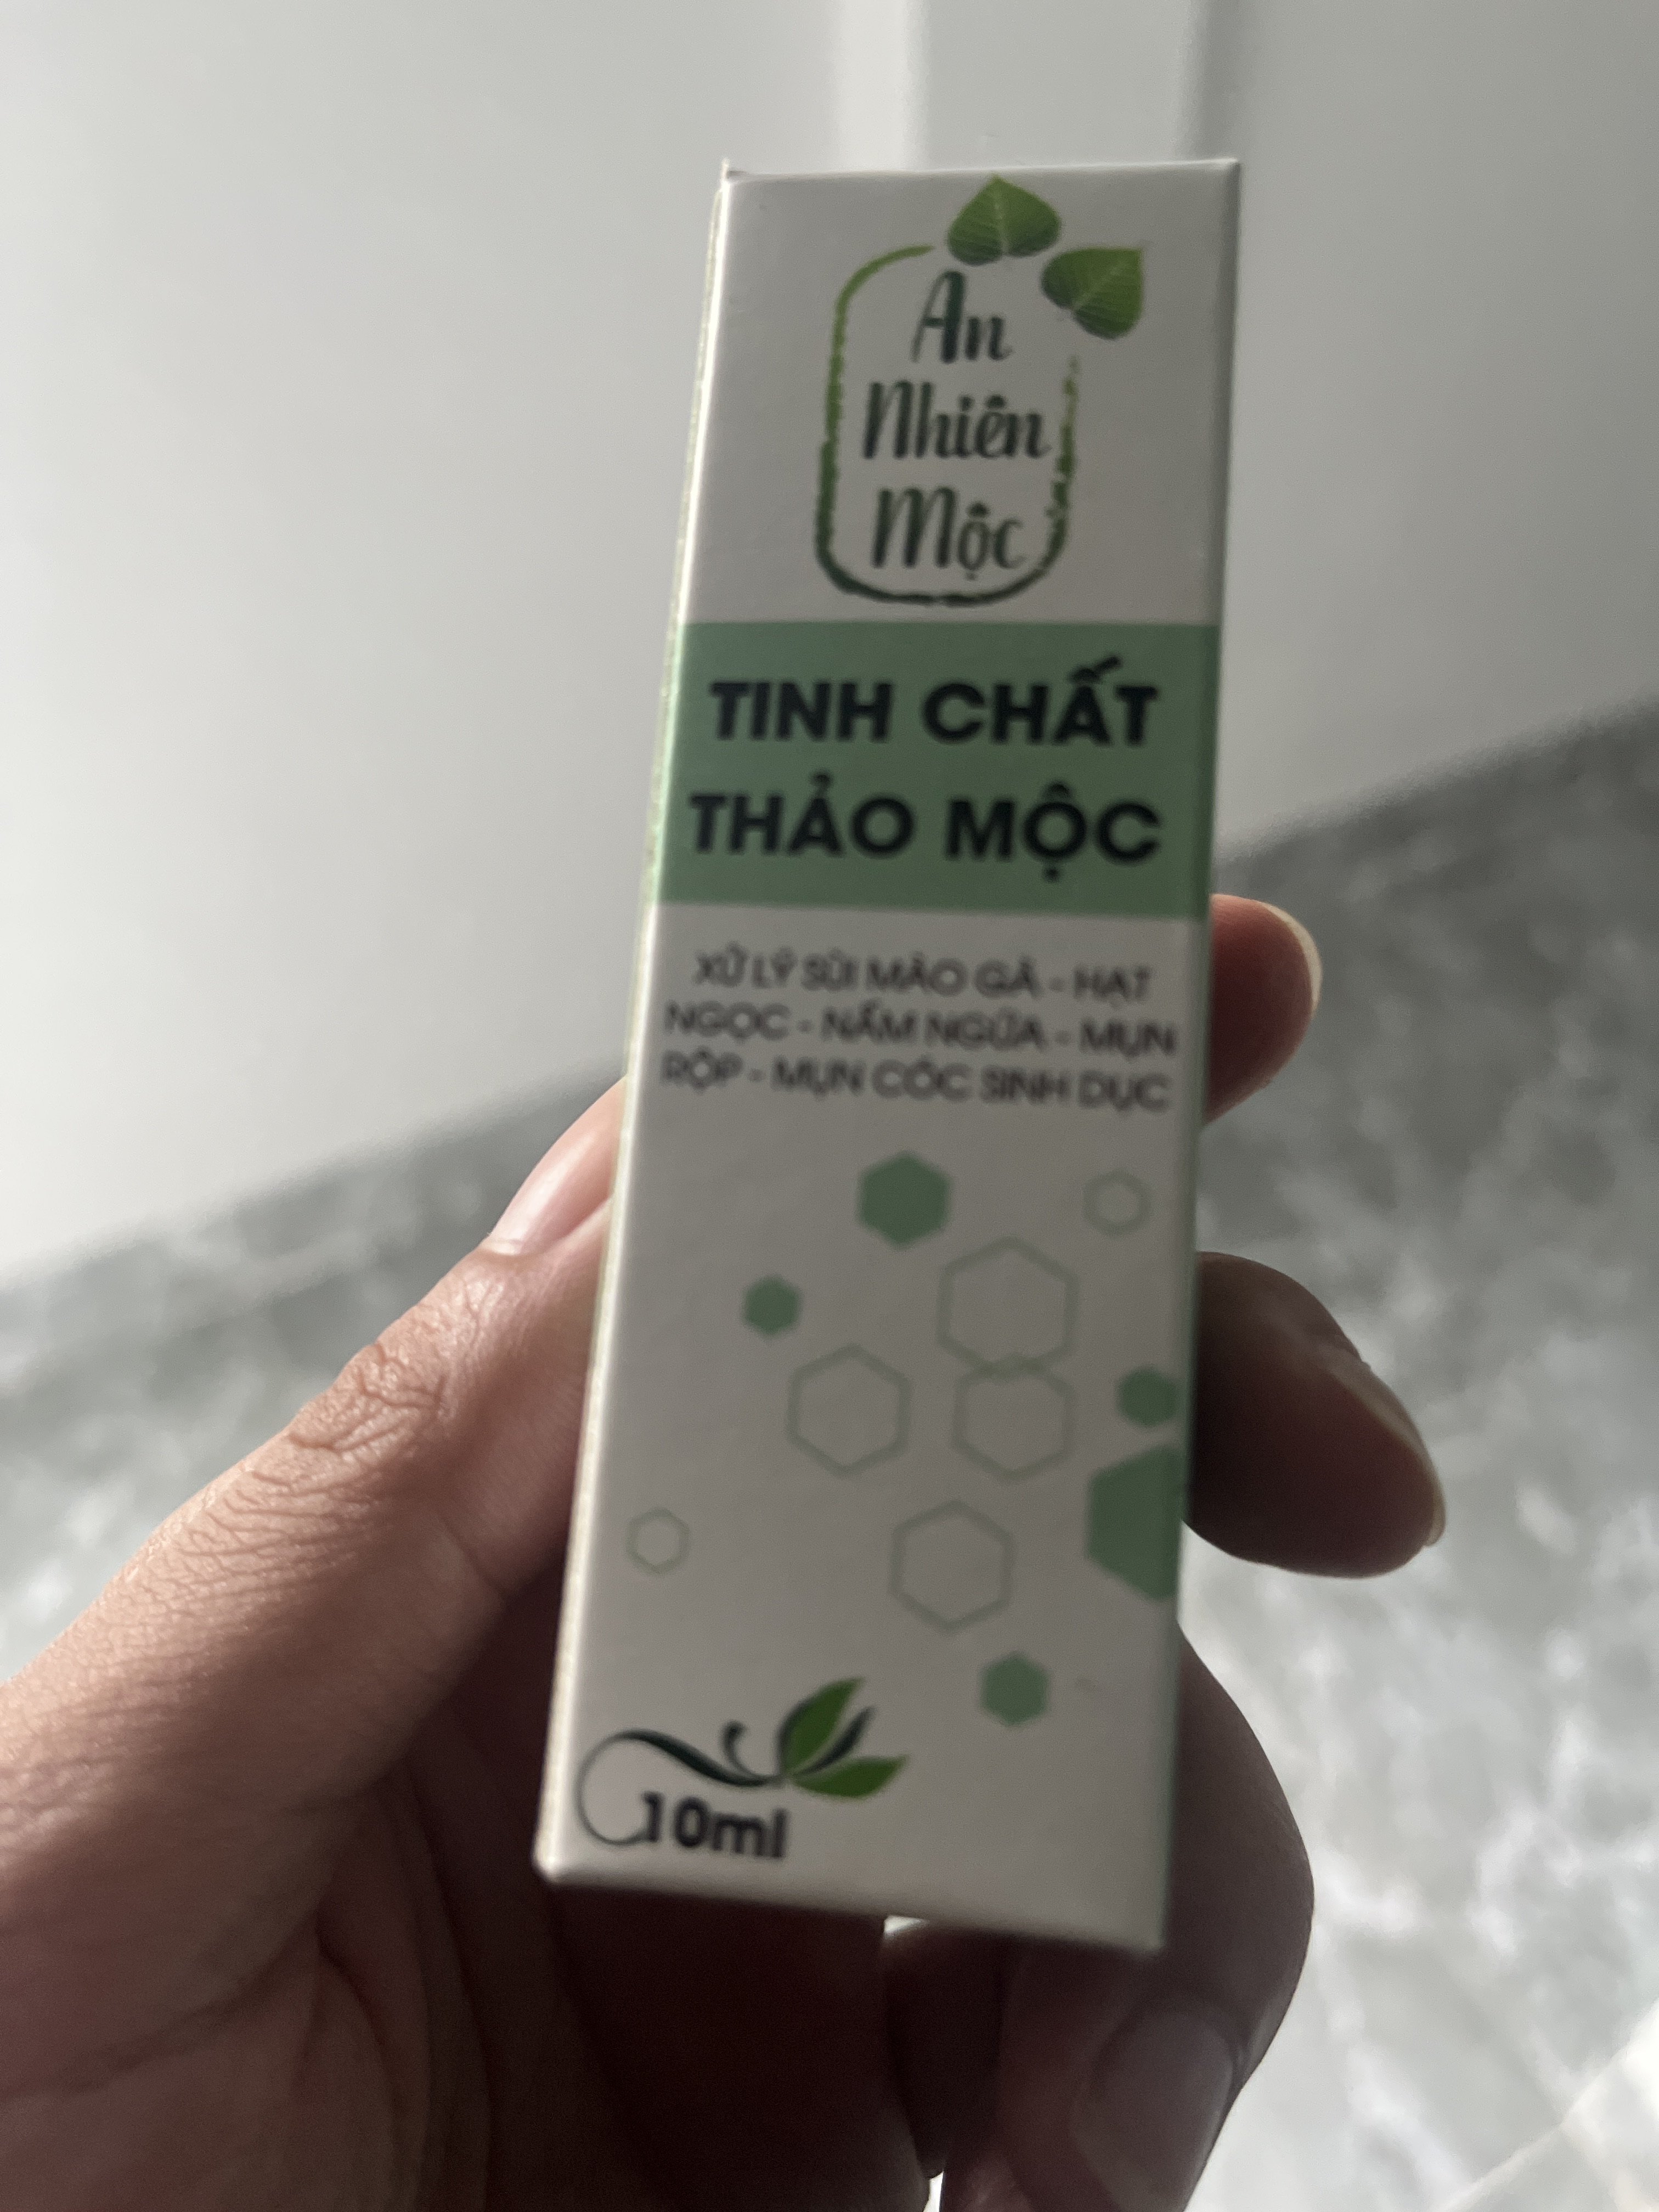 An
Nhiên
Mộc
TINH CHẤT
THẢO MỘC
XỬ LÝ SÙI MÀO GÀ - HẠT
NGỌC - NẤM NGỨA - MỤN
RỘP - MỤN CÓC SINH DỤC
10ml